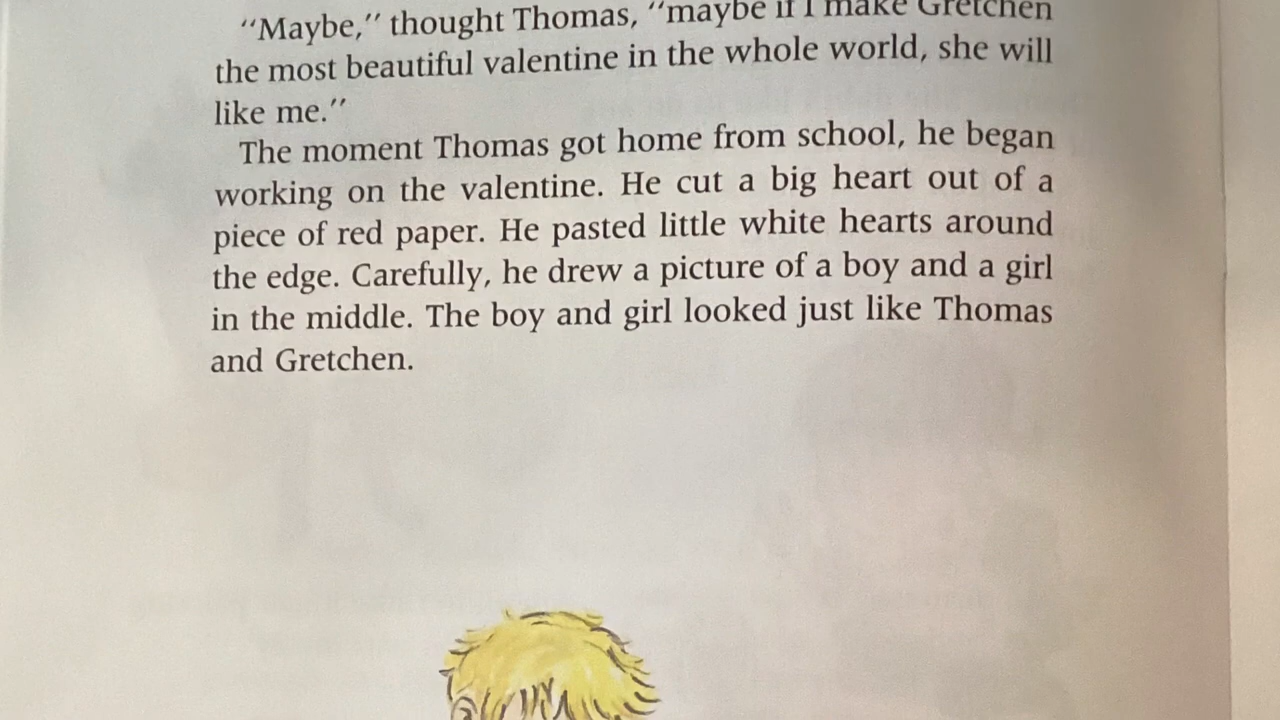 “Maybe,” thought Thomas, “maybe if I make Gretchen
the most beautiful valentine in the whole world, she will
like me.”
The moment Thomas got home from school, he began
working on the valentine. He cut a big heart out of a
piece of red paper. He pasted little white hearts around
the edge. Carefully, he drew a picture of a boy and a girl
in the middle. The boy and girl looked just like Thomas
and Gretchen.